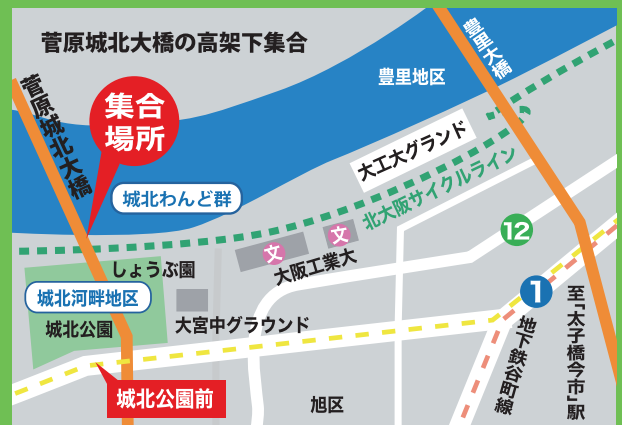 菅原城北大橋の高架下集合
菅原城北大橋
集合
場所
豊里地区
豊里大橋
大工大グランド
城北わんど群
北大阪サイクルライン
文
文
大阪工業大
12
しょうぶ園
城北河畔地区
城北公園
大宮中グラウンド
1
地下鉄谷町線
至「太子橋今市」駅
城北公園前
旭区